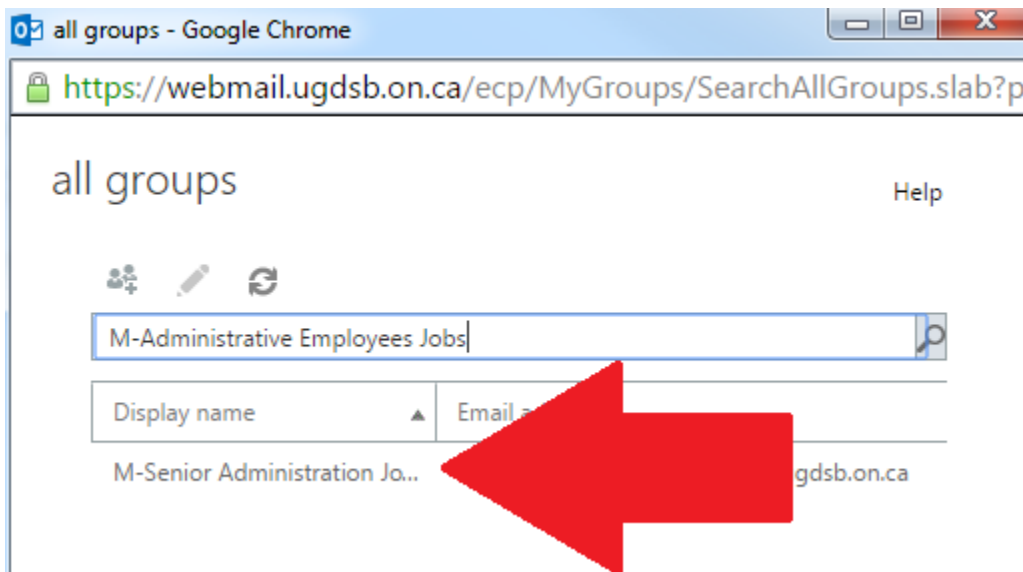 all groups - Google Chrome
https://webmail.ugdsb.on.ca/ecp/MyGroups/SearchAllGroups.slab?p
all groups
Help
M-Administrative Employees Jobs
Display name Email a
M-Senior Administration Jo... gdsb.on.ca